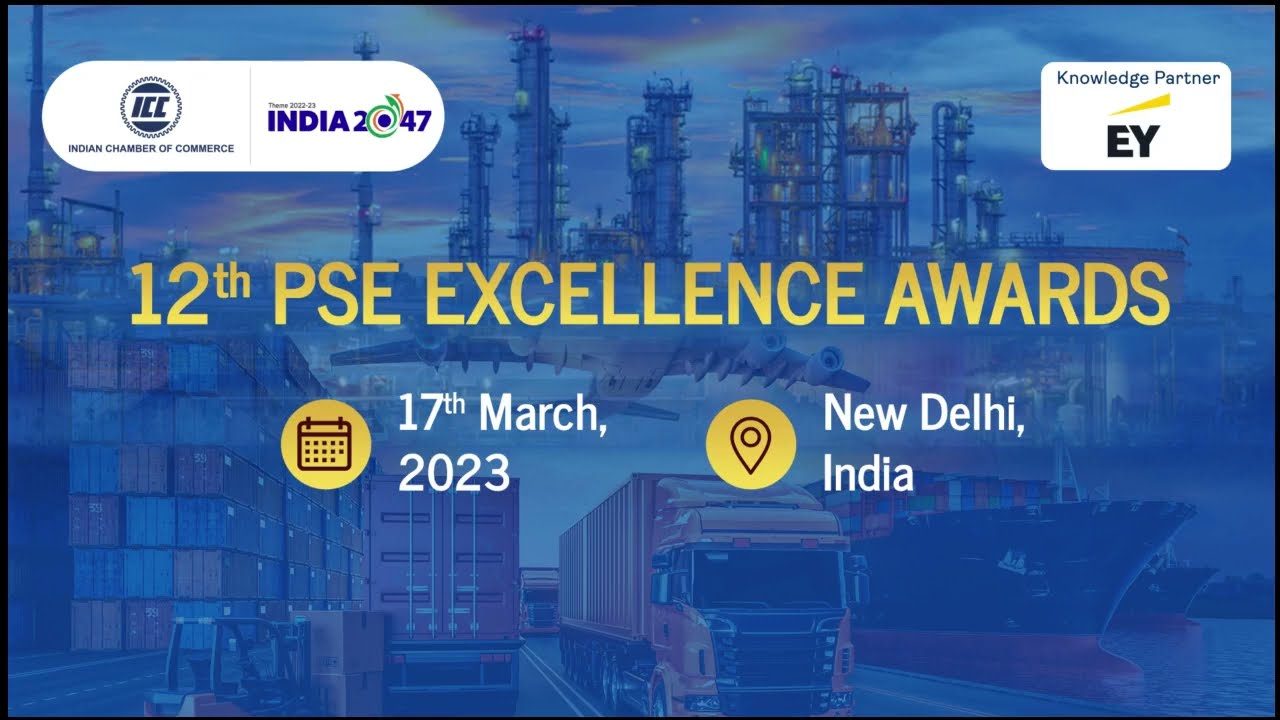 ICC
INDIAN CHAMBER OF COMMERCE
Theme 2022-23
INDIA 2047
Knowledge Partner
EY
12th PSE EXCELLENCE AWARDS
17th March,
2023
New Delhi,
India